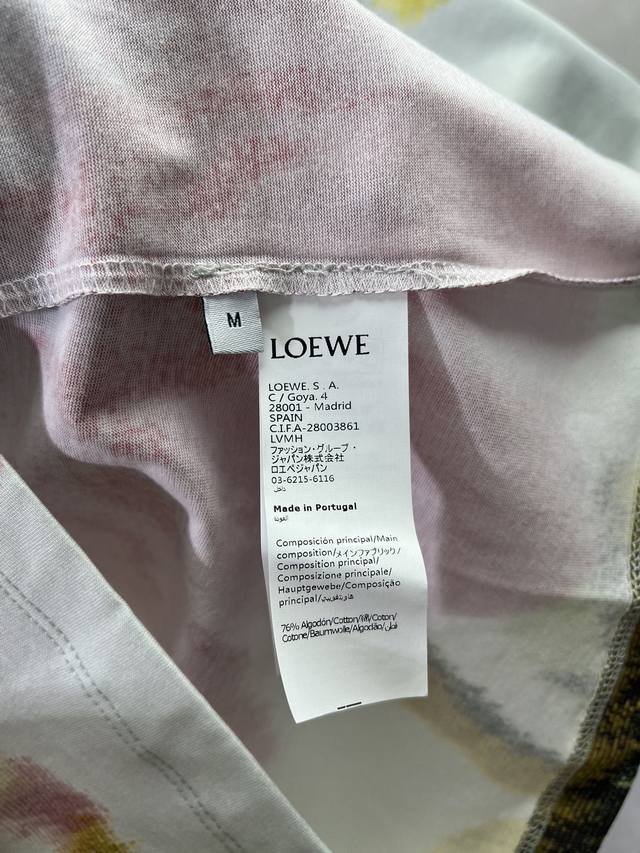 M
LOEWE
LOEWE. S . A.
C / Goya. 4
28001 - Madrid
SPAIN
C.I.F.A-28003861
LVMH
ファッション・グループ・
ジャパン株式会社
ロエベジャパン
03-6215-6116
Made in Portugal
Composición principal/Main
composition/メインファブリック/
Composition principal/
Composizione principale/
Hauptgewebe/Composição
principal/
76% Algodón/Cotton/綿/Coton/
Cotone/Baumwolle/Algodão/